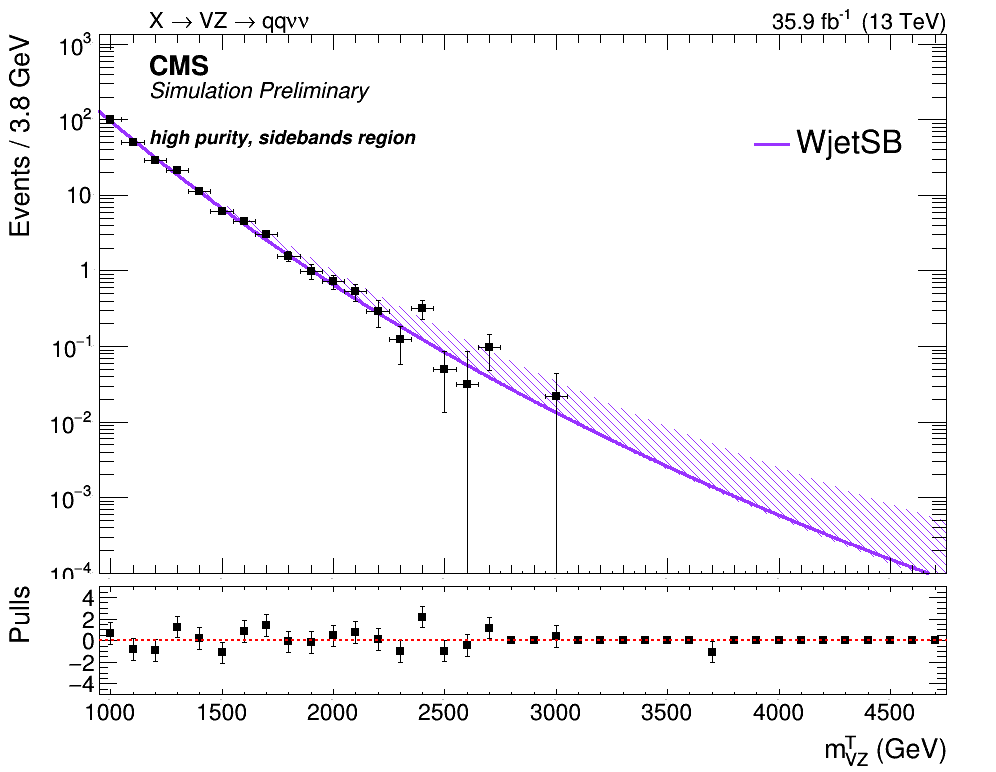 X → VZ → qqνν
35.9 fb⁻¹ (13 TeV)
CMS
Simulation Preliminary
high purity, sidebands region
WjetSB
Events / 3.8 GeV
10³
10²
10
1
10⁻¹
10⁻²
10⁻³
10⁻⁴
Pulls
4
2
0
−2
−4
1000 1500 2000 2500 3000 3500 4000 4500
m^T_VZ (GeV)